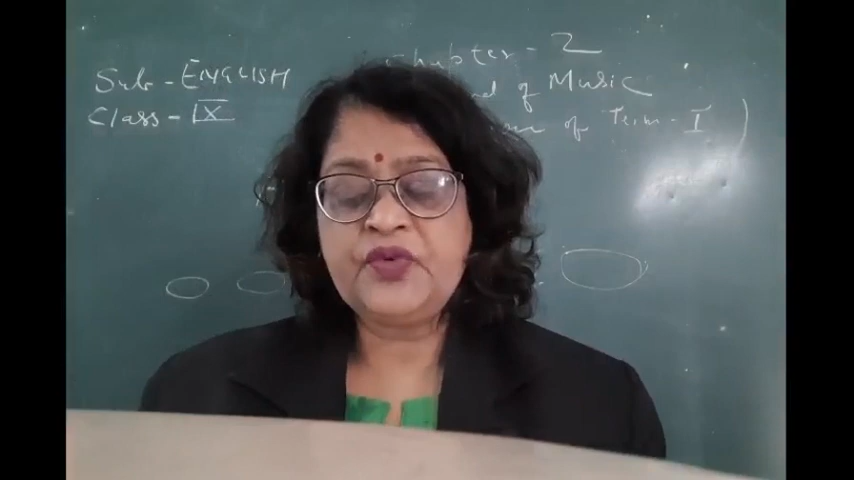 Chapter - 2
Sub - ENGLISH
of Music
Class - IX
of Term - I )